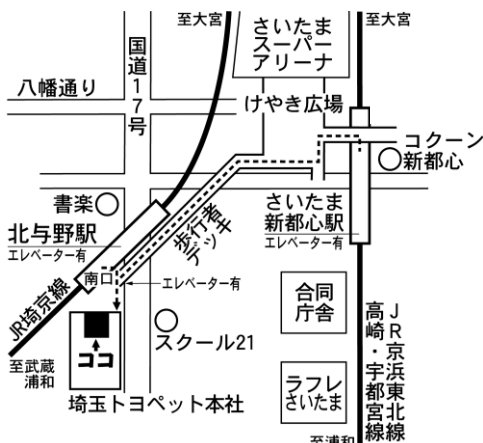 至大宮
至大宮
さいたま
スーパー
アリーナ
国道17号
八幡通り
けやき広場
コクーン
新都心
書楽
さいたま
新都心駅
エレベーター有
北与野駅
エレベーター有
歩行者
デッキ
南口
エレベーター有
JR埼京線
合同
庁舎
JR京浜東北線
高崎・宇都宮線
ココ
スクール21
至武蔵
浦和
ラフレ
さいたま
埼玉トヨペット本社
至浦和